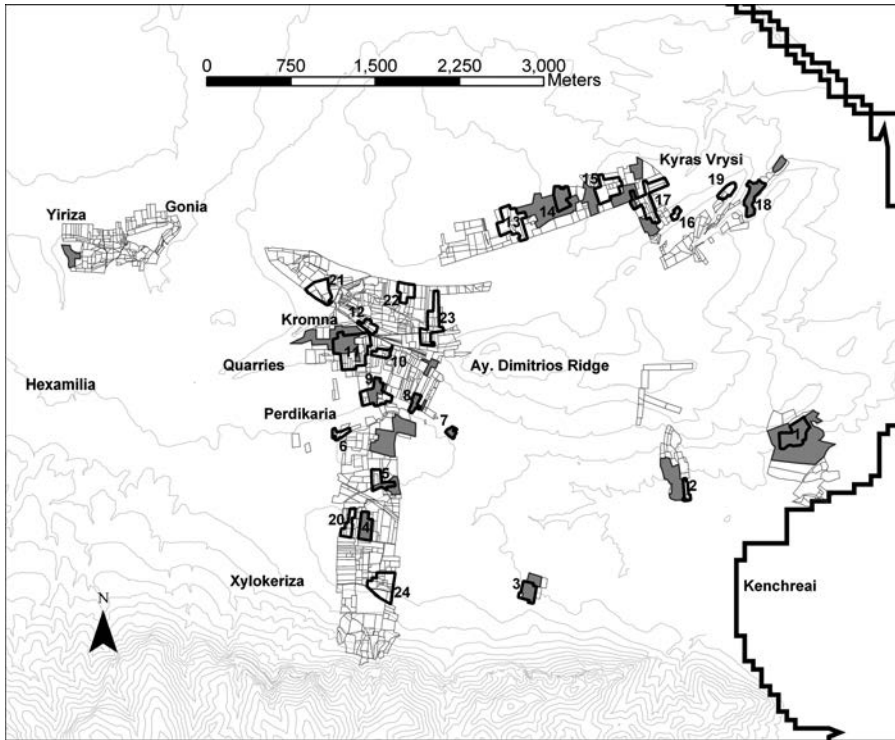 0 750 1,500 2,250 3,000
Meters
Kyras Vrysi
19
15
14
17
18
16
13
Gonia
Yiriza
21
22
Kromna 12
23
11
10
Quarries
Ay. Dimitrios Ridge
Hexamilia
9
8
Perdikaria
7
6
1
5
2
20
4
Xylokeriza
24
3
Kenchreai
N